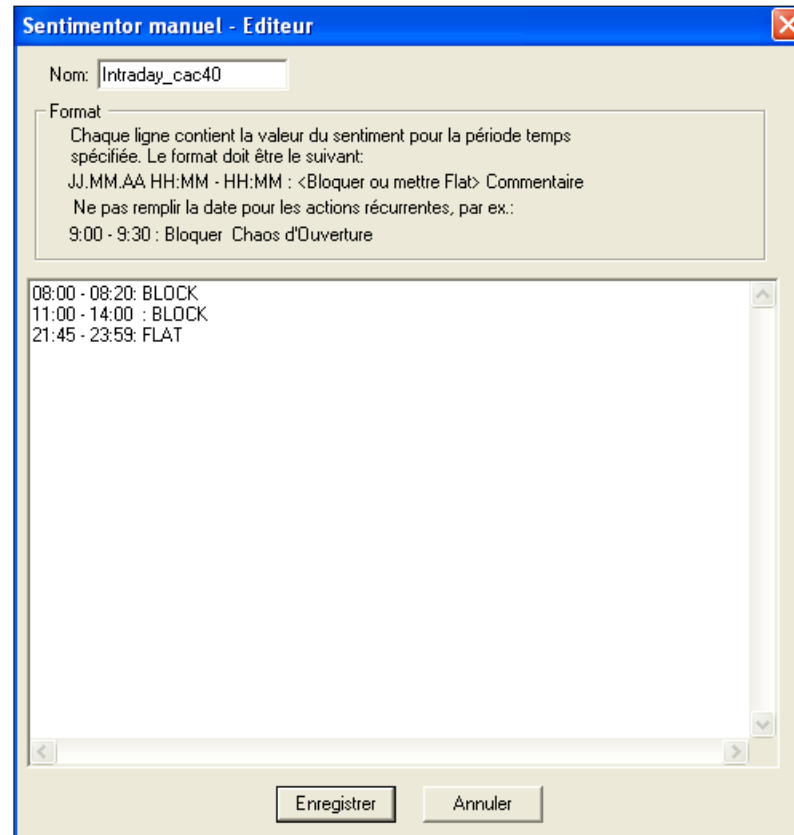 Sentimentor manuel - Editeur
Nom: Intraday_cac40
Format
Chaque ligne contient la valeur du sentiment pour la période temps
spécifiée. Le format doit être le suivant:
JJ.MM.AA HH:MM - HH:MM : <Bloquer ou mettre Flat> Commentaire
Ne pas remplir la date pour les actions récurrentes, par ex.:
9:00 - 9:30 : Bloquer  Chaos d'Ouverture
08:00 - 08:20: BLOCK
11:00 - 14:00  : BLOCK
21:45 - 23:59: FLAT
Enregistrer
Annuler